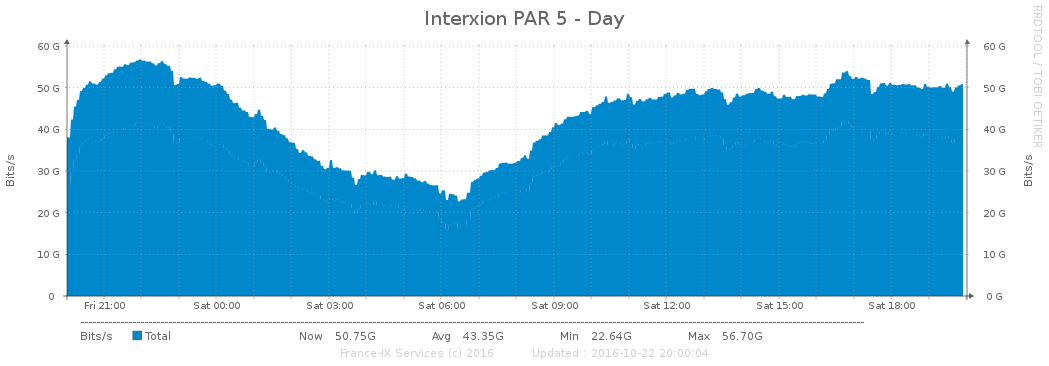 Interxion PAR 5 - Day
RRDTOOL / TOBI OETIKER
60 G 60 G
50 G 50 G
40 G 40 G
30 G 30 G
20 G 20 G
10 G 10 G
0 0 G
Bits/s
Bits/s
Fri 21:00 Sat 00:00 Sat 03:00 Sat 06:00 Sat 09:00 Sat 12:00 Sat 15:00 Sat 18:00
Bits/s Total Now 50.75G Avg 43.35G Min 22.64G Max 56.70G
France-IX Services (c) 2016 Updated : 2016-10-22 20:00:04